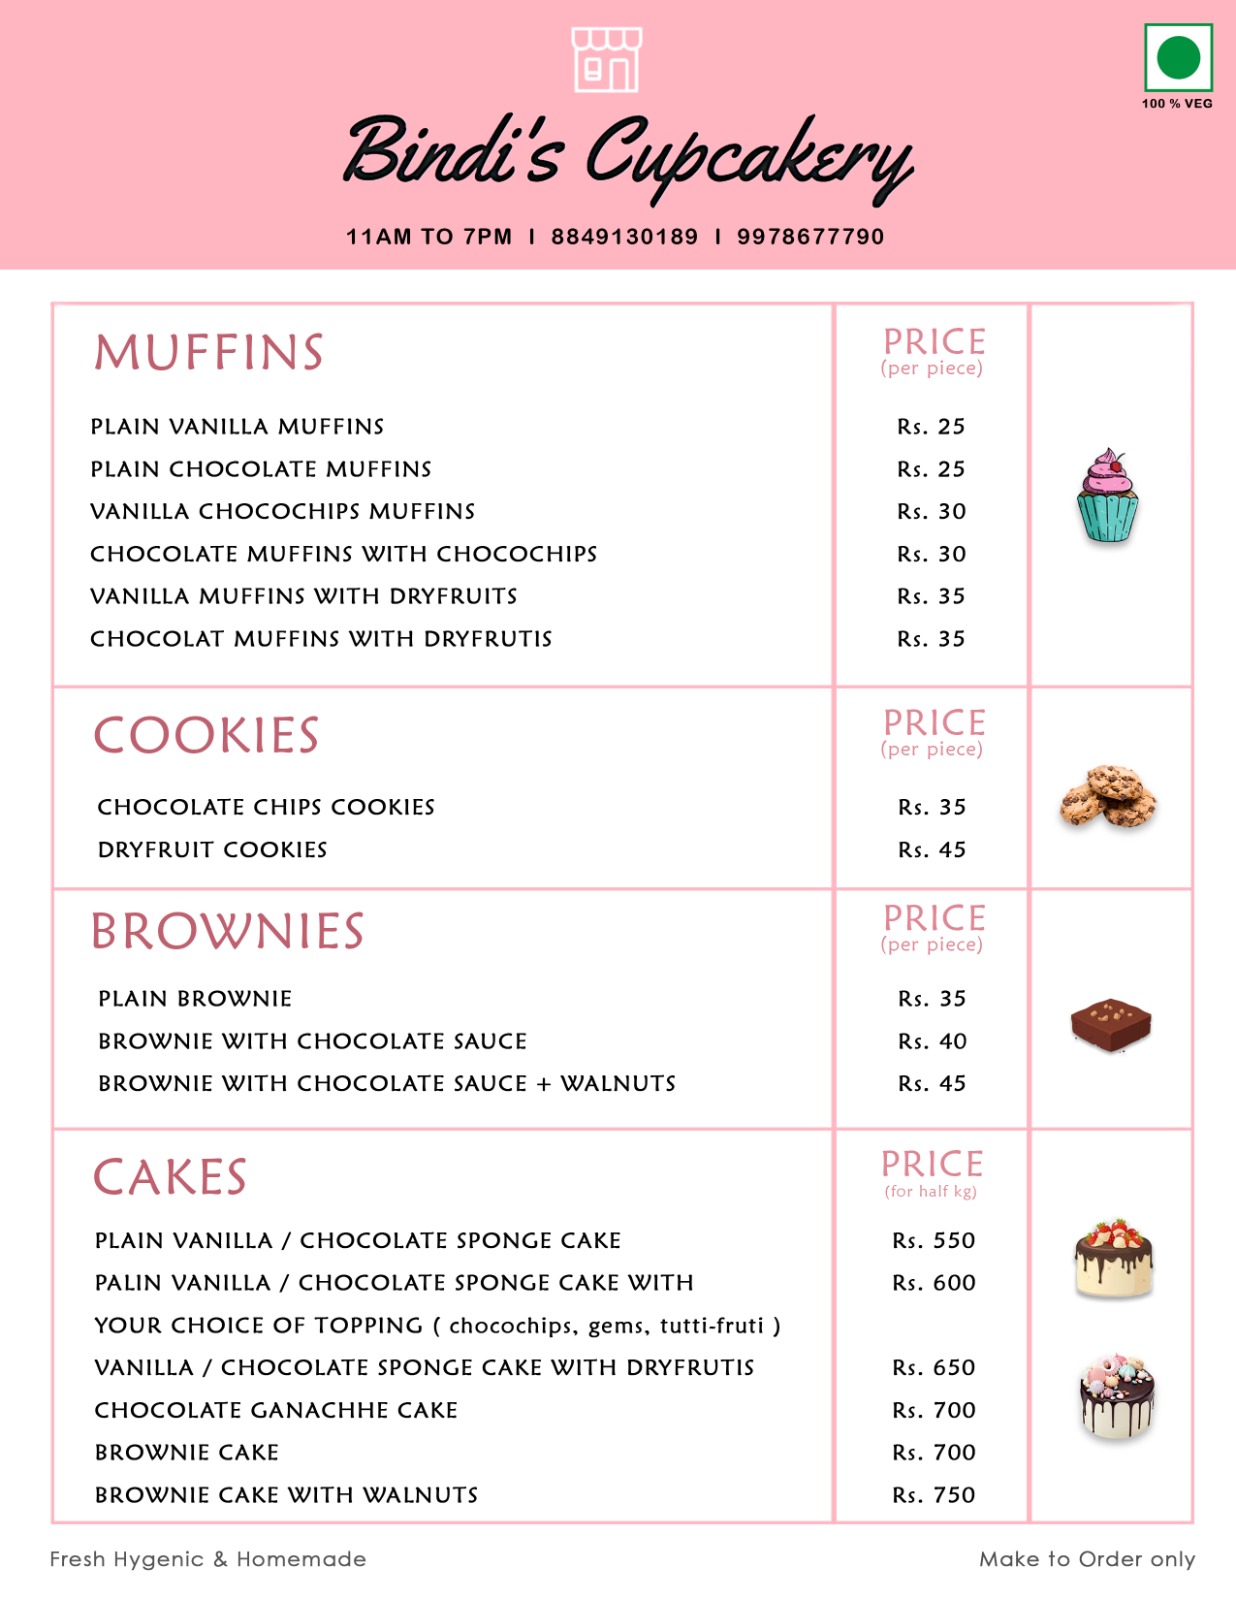 100 % VEG
Bindi's Cupcakery
11AM TO 7PM I 8849130189 I 9978677790
MUFFINS PRICE
(per piece)
PLAIN VANILLA MUFFINS Rs. 25
PLAIN CHOCOLATE MUFFINS Rs. 25
VANILLA CHOCOCHIPS MUFFINS Rs. 30
CHOCOLATE MUFFINS WITH CHOCOCHIPS Rs. 30
VANILLA MUFFINS WITH DRYFRUITS Rs. 35
CHOCOLAT MUFFINS WITH DRYFRUTIS Rs. 35
COOKIES PRICE
(per piece)
CHOCOLATE CHIPS COOKIES Rs. 35
DRYFRUIT COOKIES Rs. 45
BROWNIES PRICE
(per piece)
PLAIN BROWNIE Rs. 35
BROWNIE WITH CHOCOLATE SAUCE Rs. 40
BROWNIE WITH CHOCOLATE SAUCE + WALNUTS Rs. 45
CAKES PRICE
(for half kg)
PLAIN VANILLA / CHOCOLATE SPONGE CAKE Rs. 550
PALIN VANILLA / CHOCOLATE SPONGE CAKE WITH Rs. 600
YOUR CHOICE OF TOPPING ( chocochips, gems, tutti-fruti )
VANILLA / CHOCOLATE SPONGE CAKE WITH DRYFRUTIS Rs. 650
CHOCOLATE GANACHHE CAKE Rs. 700
BROWNIE CAKE Rs. 700
BROWNIE CAKE WITH WALNUTS Rs. 750
Fresh Hygenic & Homemade Make to Order only